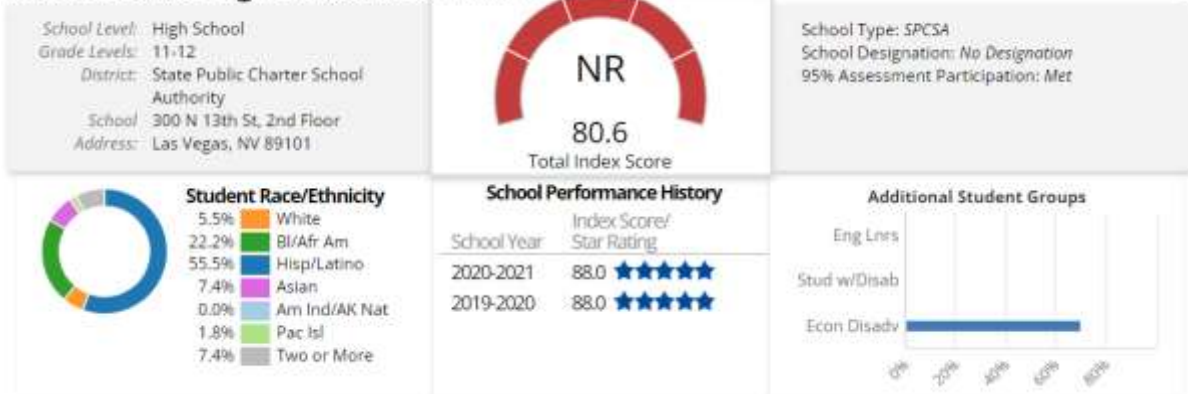 School Level: High School
Grade Levels: 11-12
District: State Public Charter School
Authority
School 300 N 13th St, 2nd Floor
Address: Las Vegas, NV 89101
NR
80.6
Total Index Score
School Type: SPCSA
School Designation: No Designation
95% Assessment Participation: Met
Student Race/Ethnicity
5.5% White
22.2% Bl/Afr Am
55.5% Hisp/Latino
7.4% Asian
0.0% Am Ind/AK Nat
1.8% Pac Isl
7.4% Two or More
School Performance History
Index Score/
School Year Star Rating
2020-2021 88.0
2019-2020 88.0
Additional Student Groups
Eng Lnrs
Stud w/Disab
Econ Disadv
0% 20% 40% 60% 80%